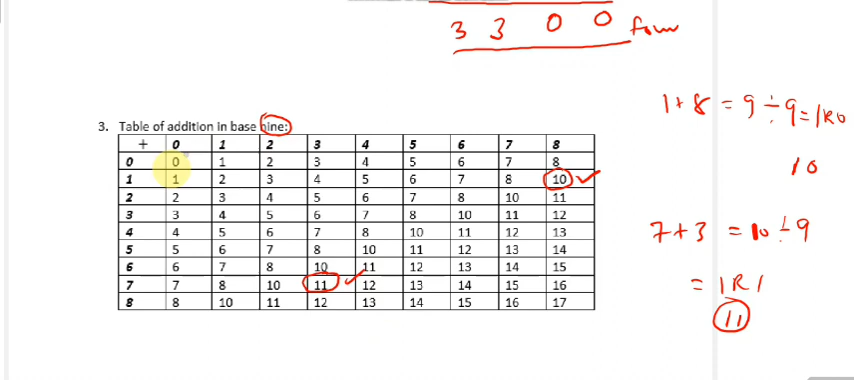 3 3 0 0 four
1 + 8 = 9 ÷ 9 = 1R0
10
3. Table of addition in base nine:
+ 0 1 2 3 4 5 6 7 8
0 0 1 2 3 4 5 6 7 8
1 1 2 3 4 5 6 7 8 10
2 2 3 4 5 6 7 8 10 11
3 3 4 5 6 7 8 10 11 12
4 4 5 6 7 8 10 11 12 13
5 5 6 7 8 10 11 12 13 14
6 6 7 8 10 11 12 13 14 15
7 7 8 10 11 12 13 14 15 16
8 8 10 11 12 13 14 15 16 17
7 + 3 = 10 ÷ 9
= 1R1
11